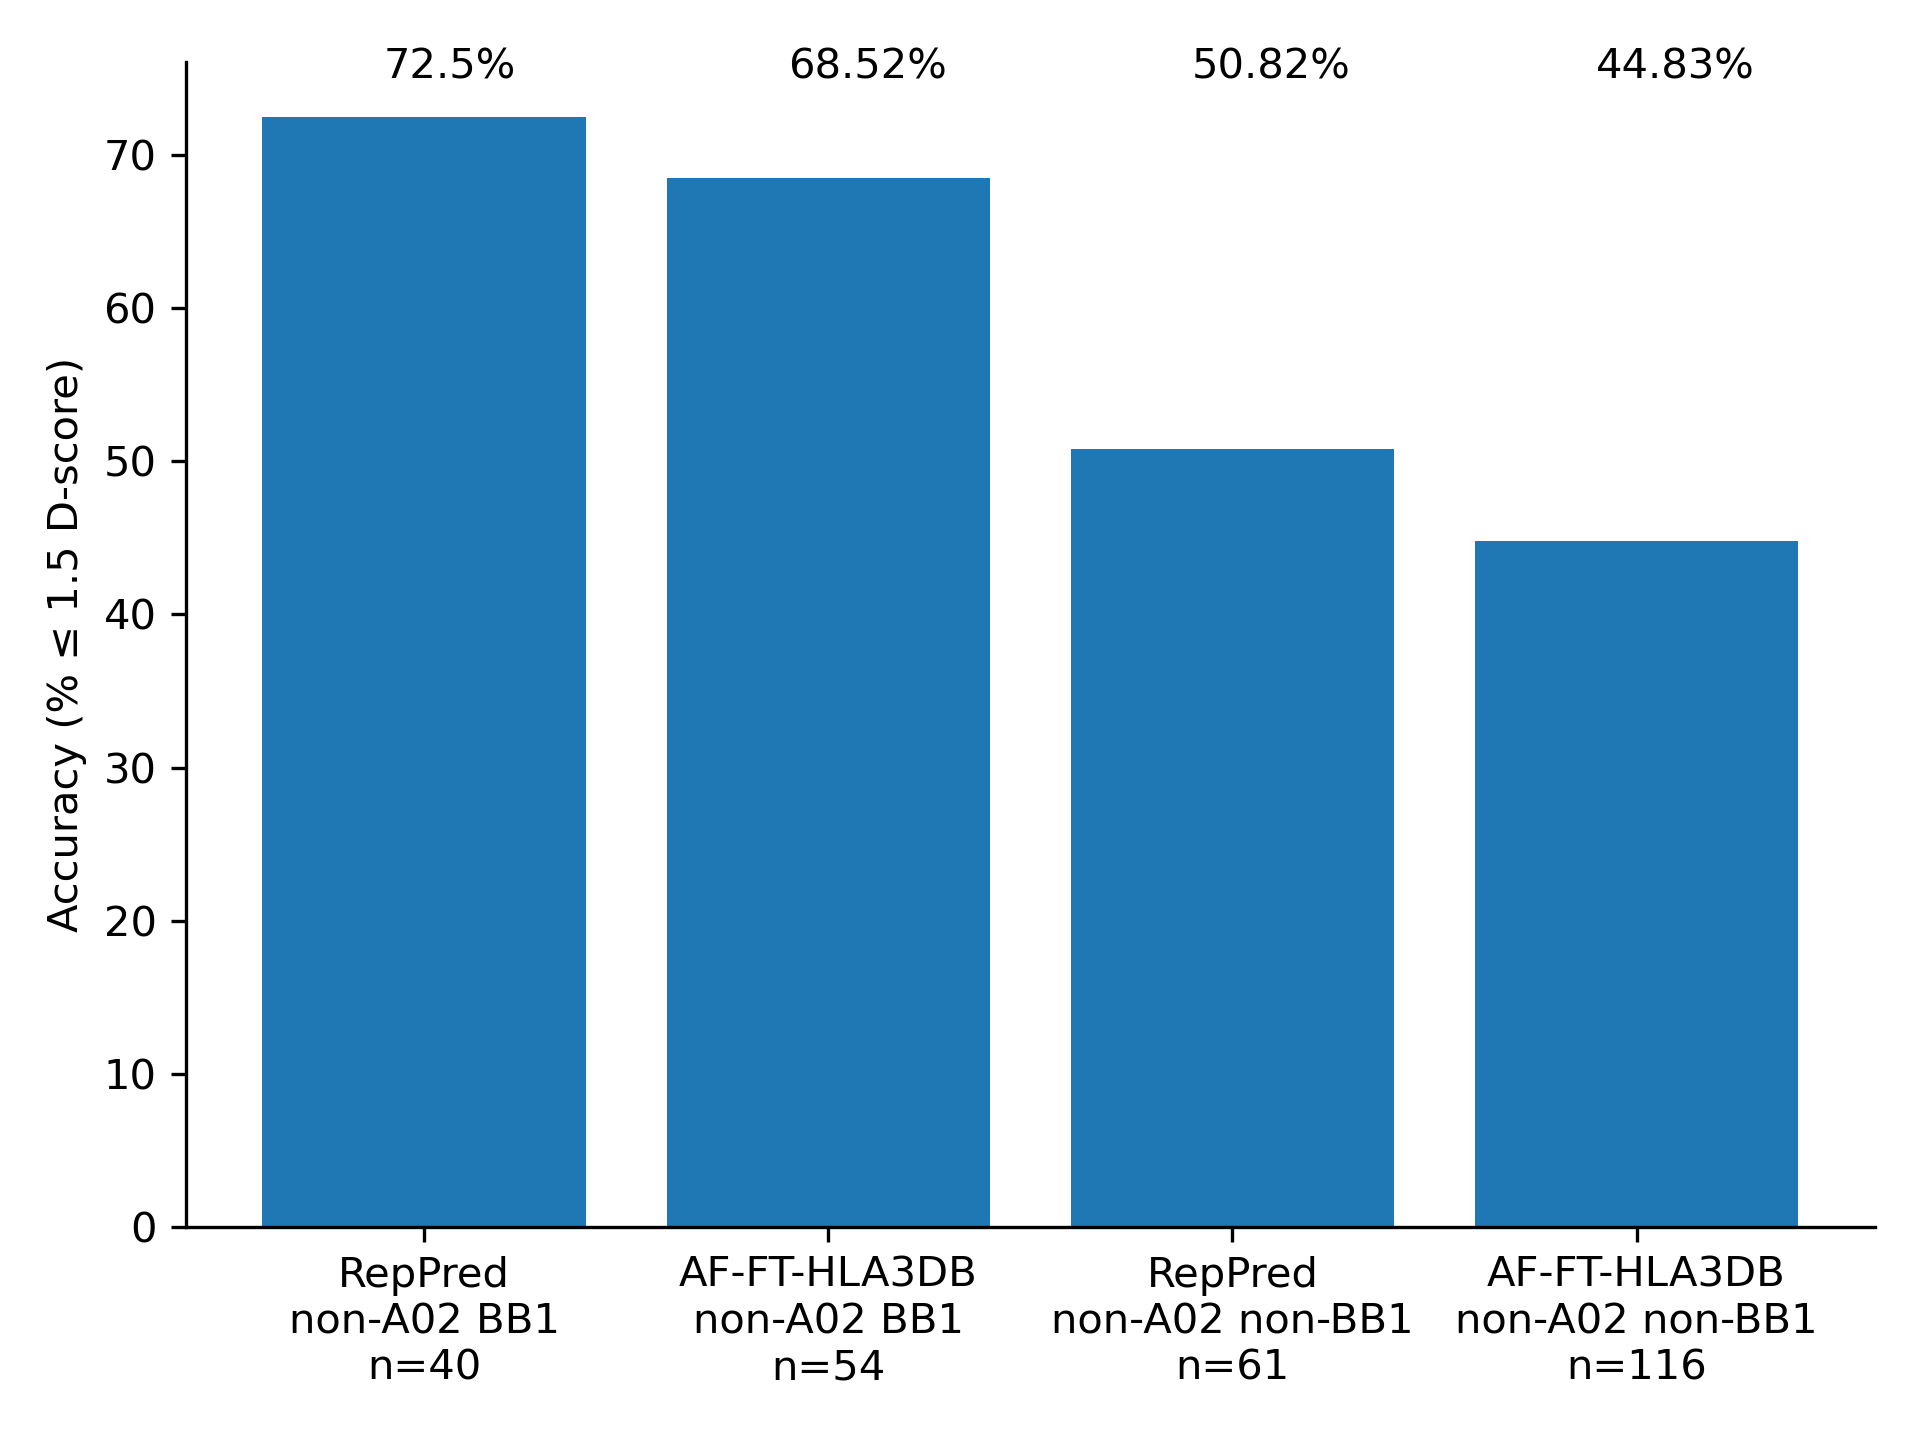 72.5%
68.52%
50.82%
44.83%
Accuracy (% ≤ 1.5 D-score)
70
60
50
40
30
20
10
0
RepPred
non-A02 BB1
n=40
AF-FT-HLA3DB
non-A02 BB1
n=54
RepPred
non-A02 non-BB1
n=61
AF-FT-HLA3DB
non-A02 non-BB1
n=116